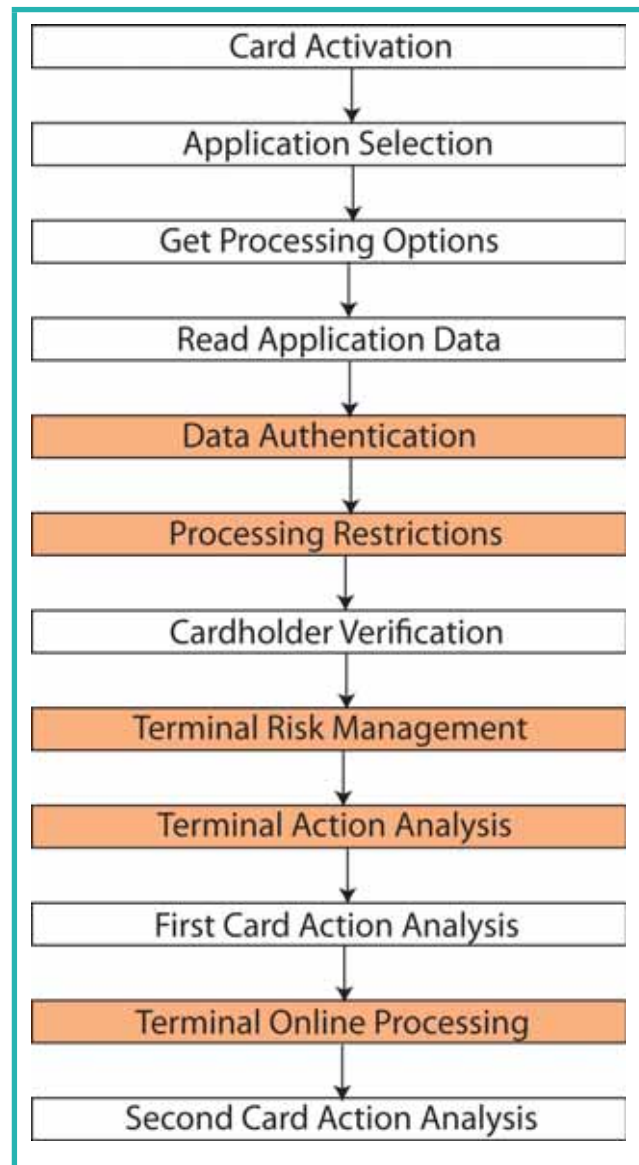 Card Activation
Application Selection
Get Processing Options
Read Application Data
Data Authentication
Processing Restrictions
Cardholder Verification
Terminal Risk Management
Terminal Action Analysis
First Card Action Analysis
Terminal Online Processing
Second Card Action Analysis